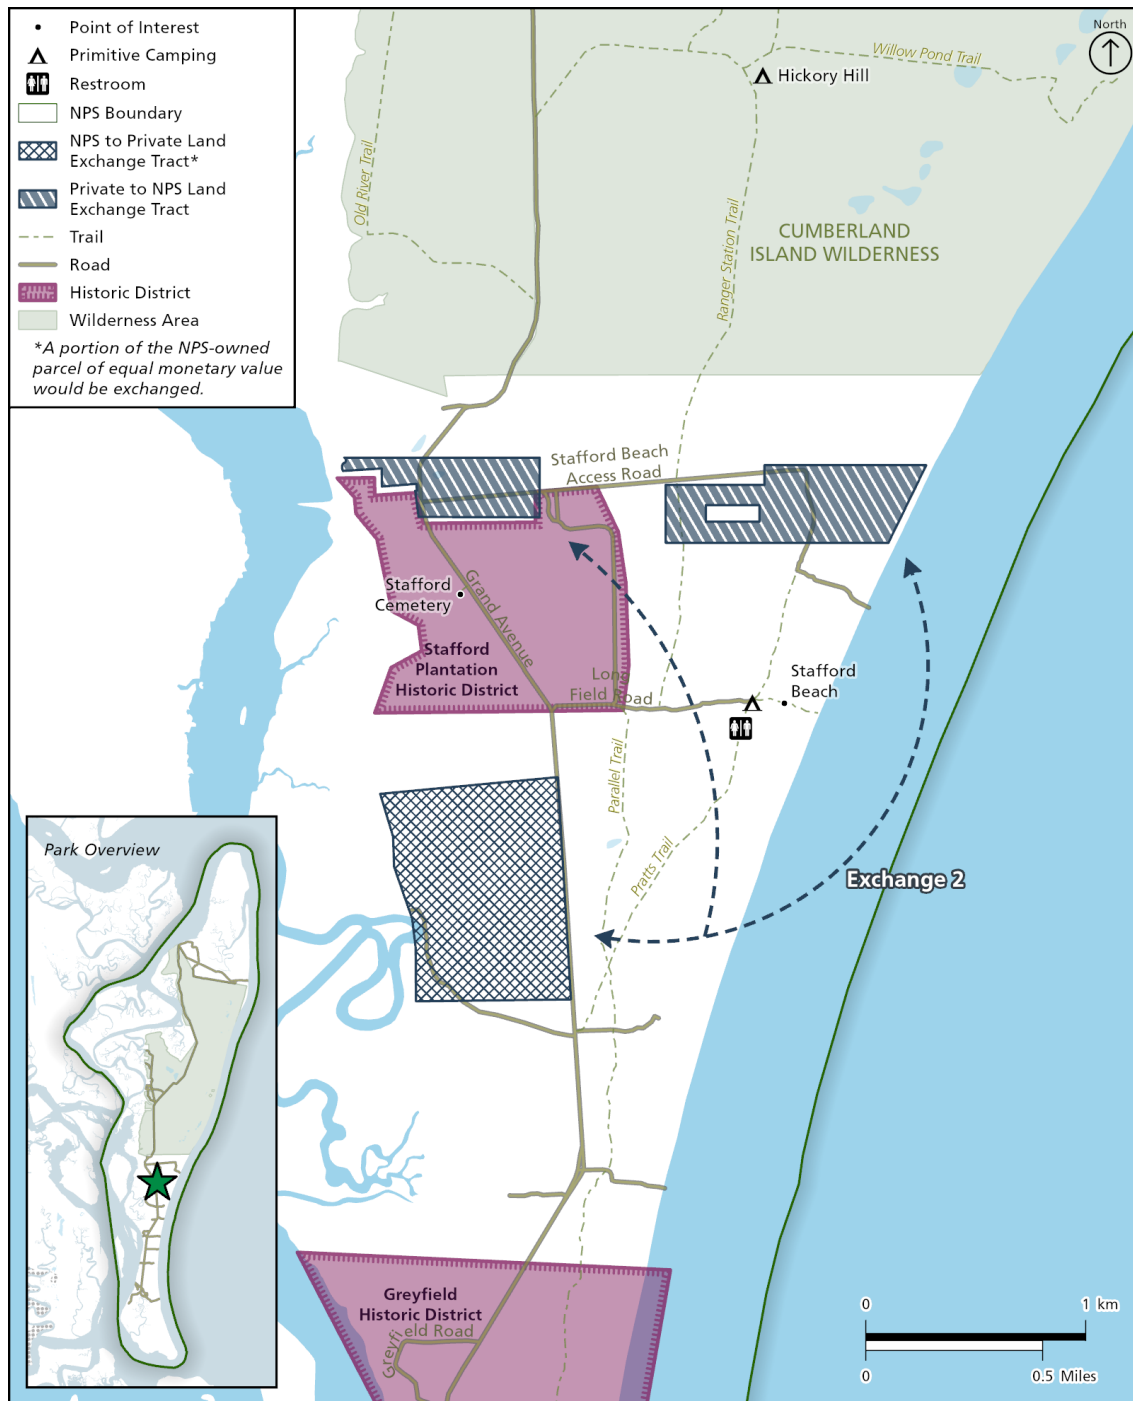 Point of Interest
Primitive Camping
Restroom
NPS Boundary
NPS to Private Land
Exchange Tract*
Private to NPS Land
Exchange Tract
Trail
Road
Historic District
Wilderness Area
*A portion of the NPS-owned
parcel of equal monetary value
would be exchanged.
North
Willow Pond Trail
Hickory Hill
Old River Trail
Ranger Station Trail
CUMBERLAND
ISLAND WILDERNESS
Stafford Beach
Access Road
Stafford
Cemetery
Grand Avenue
Stafford
Plantation
Historic District
Long
Field Road
Stafford
Beach
Parallel Trail
Pratts Trail
Exchange 2
Park Overview
Greyfield
Historic District
Greyfield Road
0
1 km
0
0.5 Miles